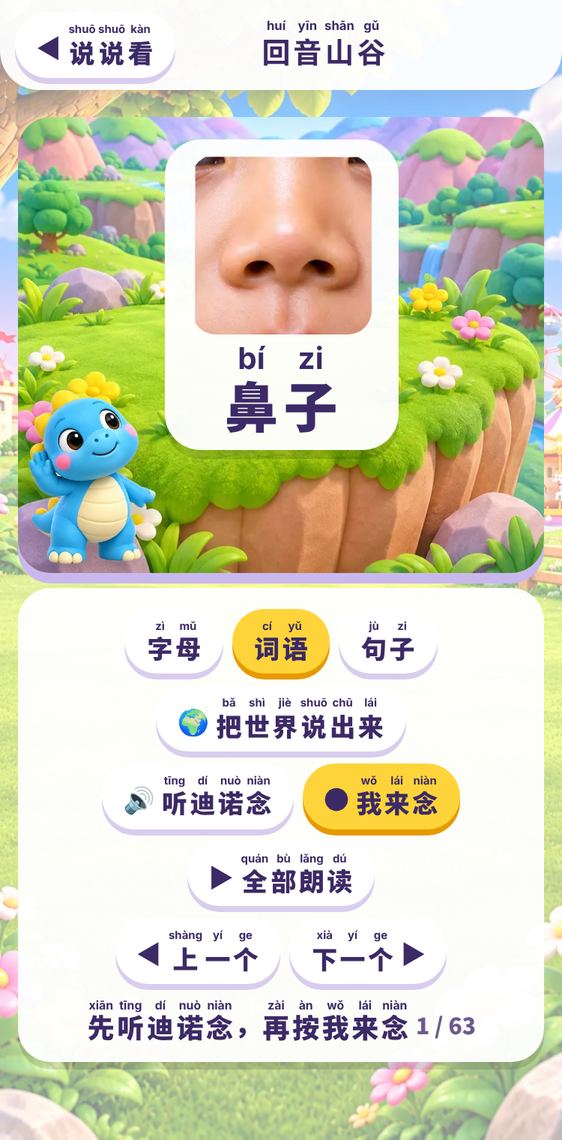 shuō shuō kàn
◀ 说说看
huí yīn shān gǔ
回音山谷
bí zi
鼻子
zì mǔ
字母
cí yǔ
词语
jù zi
句子
bǎ shì jiè shuō chū lái
把世界说出来
tīng dí nuò niàn
听迪诺念
wǒ lái niàn
我来念
quán bù lǎng dú
全部朗读
shàng yí ge
上一个
xià yí ge
下一个
xiān tīng dí nuò niàn zài àn wǒ lái niàn
先听迪诺念，再按我来念 1 / 63